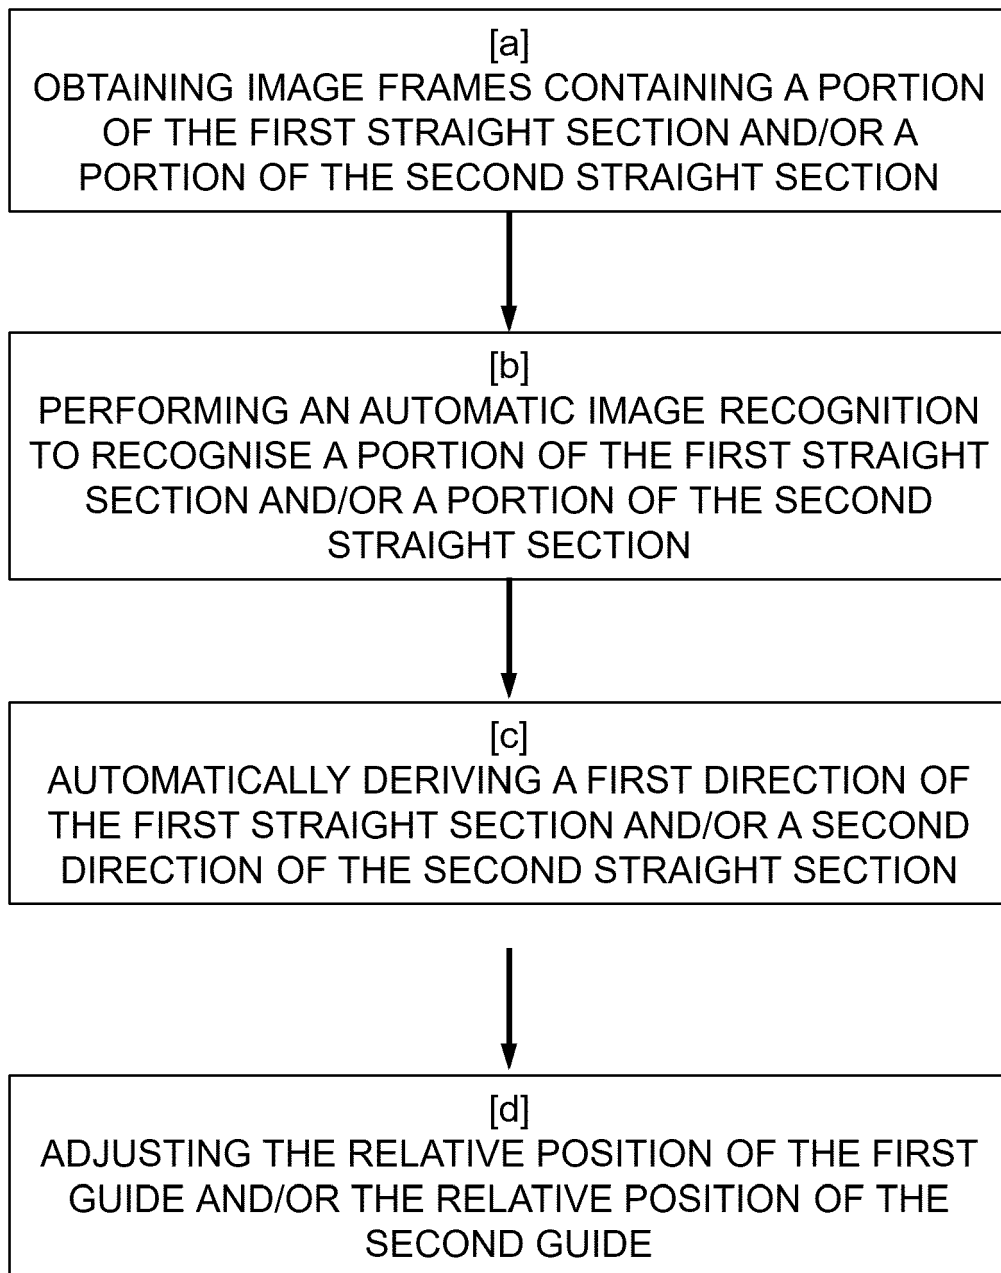 [a]
OBTAINING IMAGE FRAMES CONTAINING A PORTION
OF THE FIRST STRAIGHT SECTION AND/OR A
PORTION OF THE SECOND STRAIGHT SECTION
[b]
PERFORMING AN AUTOMATIC IMAGE RECOGNITION
TO RECOGNISE A PORTION OF THE FIRST STRAIGHT
SECTION AND/OR A PORTION OF THE SECOND
STRAIGHT SECTION
[c]
AUTOMATICALLY DERIVING A FIRST DIRECTION OF
THE FIRST STRAIGHT SECTION AND/OR A SECOND
DIRECTION OF THE SECOND STRAIGHT SECTION
[d]
ADJUSTING THE RELATIVE POSITION OF THE FIRST
GUIDE AND/OR THE RELATIVE POSITION OF THE
SECOND GUIDE